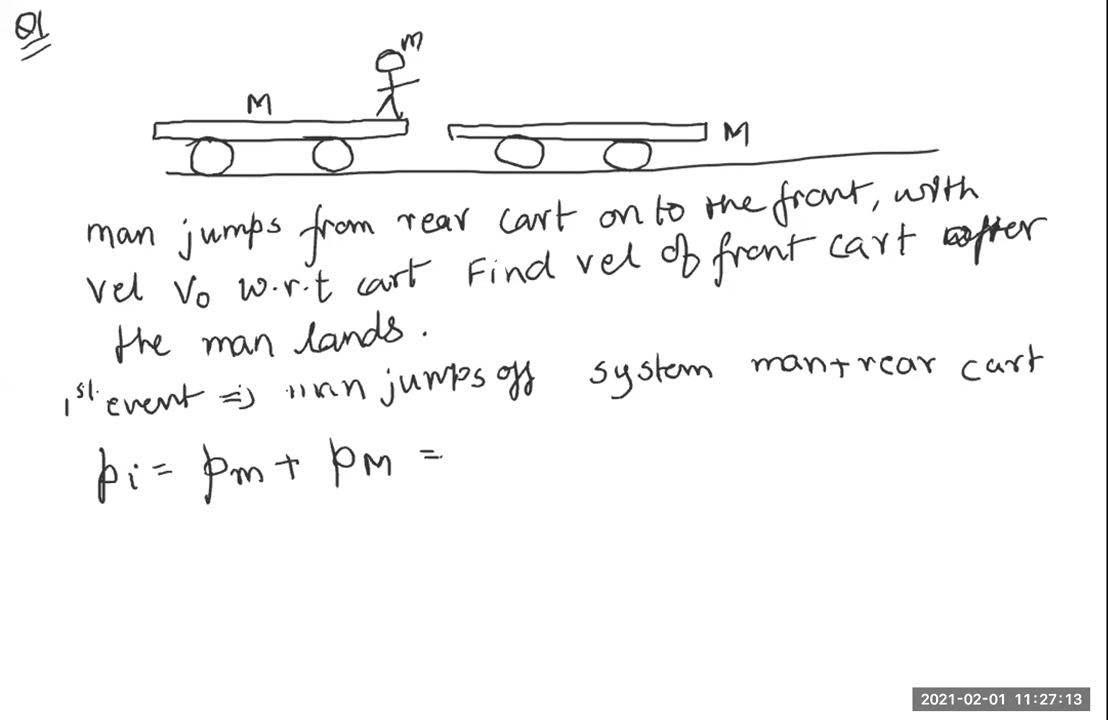 Q1
m
M
M
man jumps from rear cart on to the front, with
vel v₀ w.r.t cart Find vel of front cart after
the man lands.
1st. event ⇒ man jumps off system man + rear cart
pi = pm + pM =
2021-02-01 11:27:13